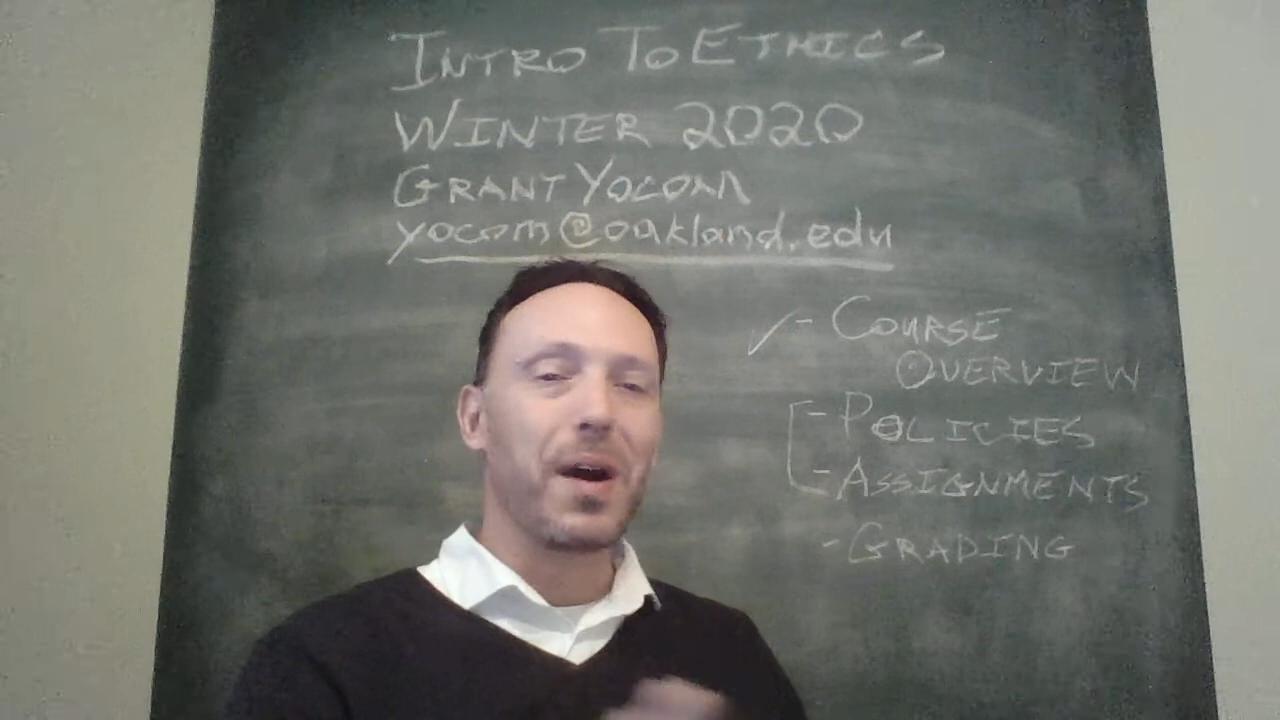 INTRO TO ETHICS
WINTER 2020
GRANT YOCOM
yocom@oakland.edu
✓- COURSE
OVERVIEW
- POLICIES
- ASSIGNMENTS
- GRADING